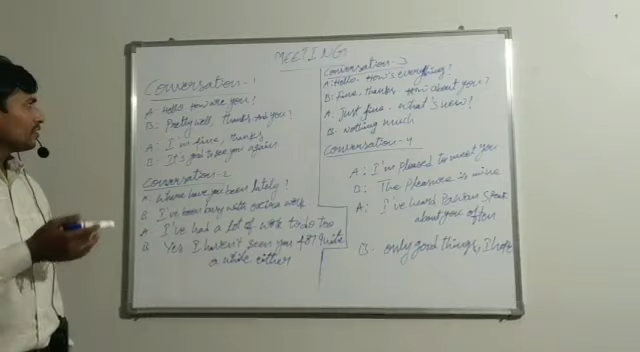 MEETING
Conversation-1
A: Hello How are you!
B: Pretty well, Thanks and you?
A: I'm fine, thanks
B: It's good to see you again
Conversation-2
A. Where have you been lately!
B I've been busy with work
A I've had a lot of work to do too
B Yes I haven't seen you for quite
a while either
Conversation-3
A: Hello. How's everything!
B: Fine, thanks. How about you?
A: Just fine. What's new!
B: Nothing much
Conversation-4
A: I'm Pleased to meet you
B: The Pleasure is mine
A: I've heard Speak
about you often
B- only good things, I hope